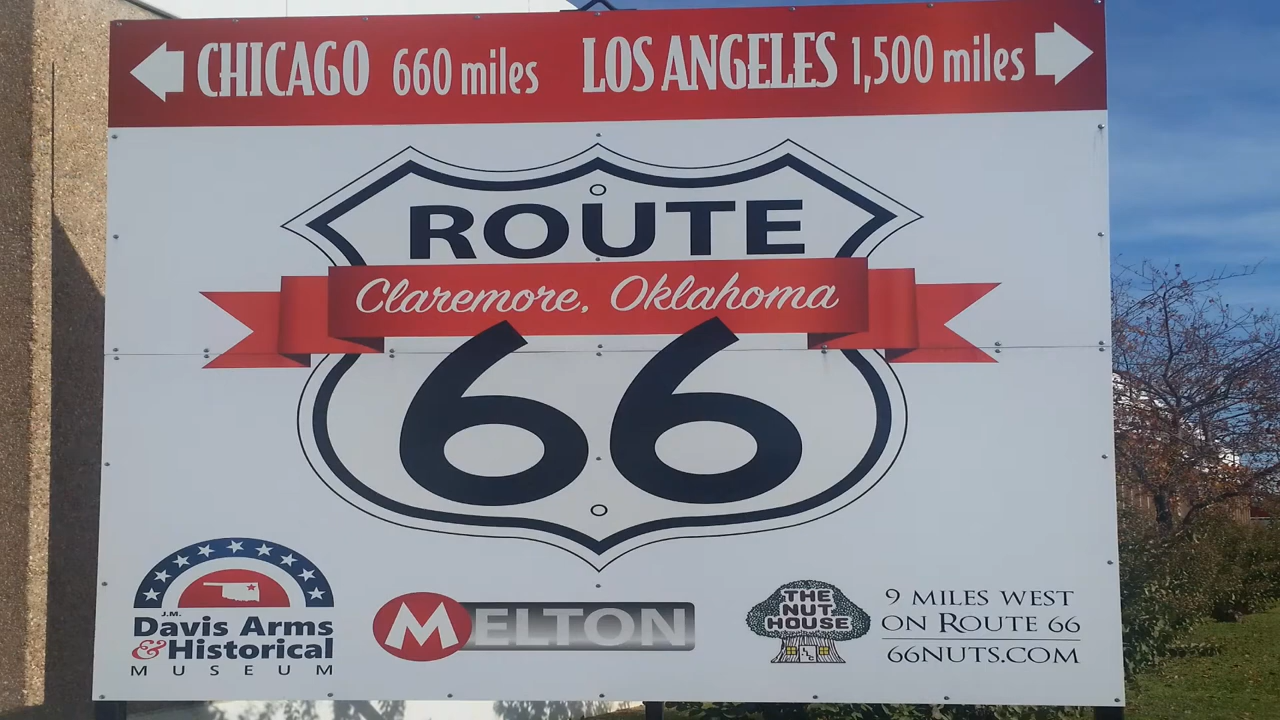 CHICAGO 660 miles LOS ANGELES 1,500 miles
ROUTE
Claremore, Oklahoma
66
J.M.
Davis Arms
& Historical
MUSEUM
MELTON
THE
NUT
HOUSE
9 MILES WEST
ON ROUTE 66
66NUTS.COM